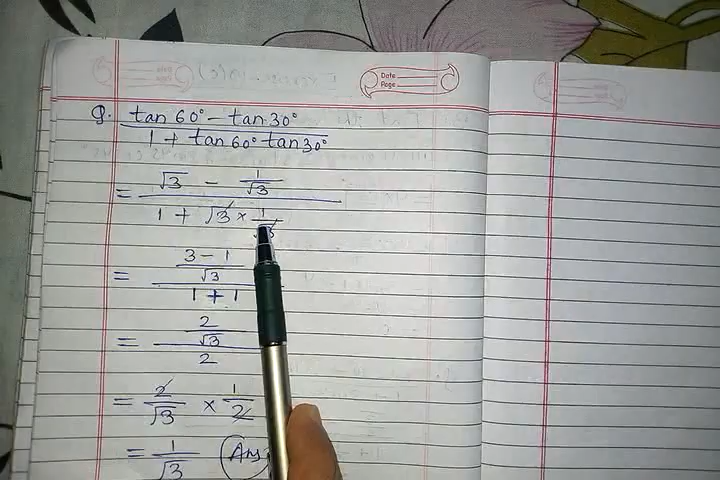 Date
Page
Q. tan 60° - tan 30° / 1 + tan 60° tan 30°
= √3 - 1/√3 / 1 + √3 × 1/√3
= 3 - 1/√3 / 1 + 1
= 2/√3 / 2
= 2/√3 × 1/2
= 1/√3 Ans